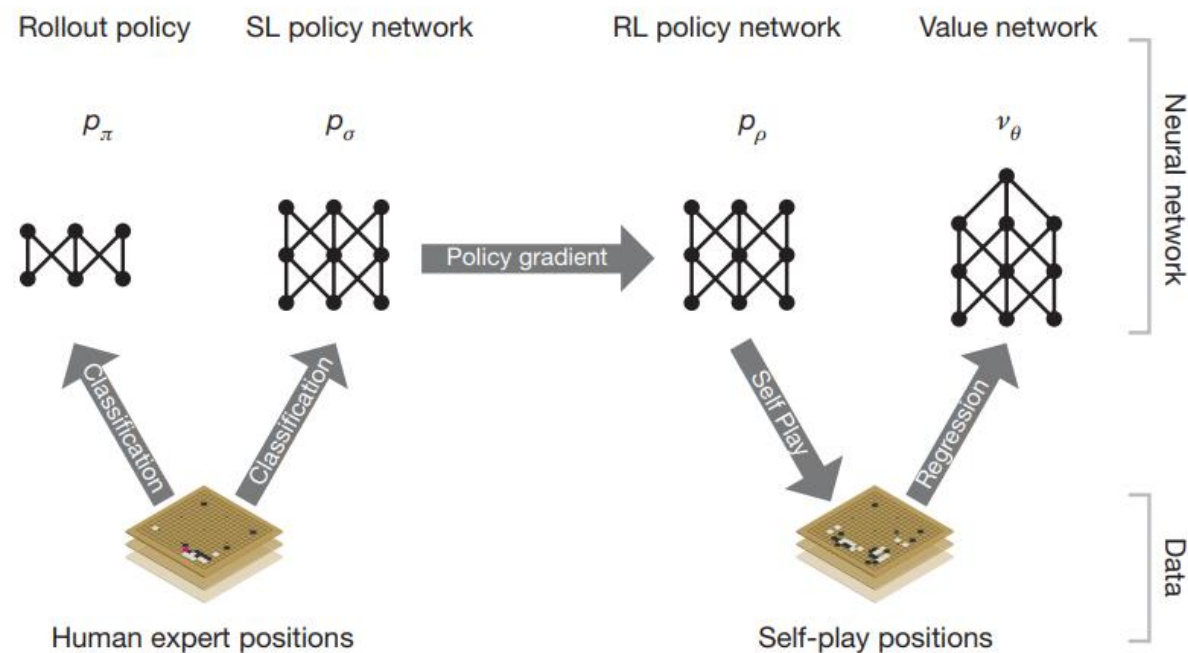 Rollout policy
SL policy network
RL policy network
Value network
Neural network
pπ
pσ
pρ
νθ
Policy gradient
Classification
Classification
Self Play
Regression
Data
Human expert positions
Self-play positions